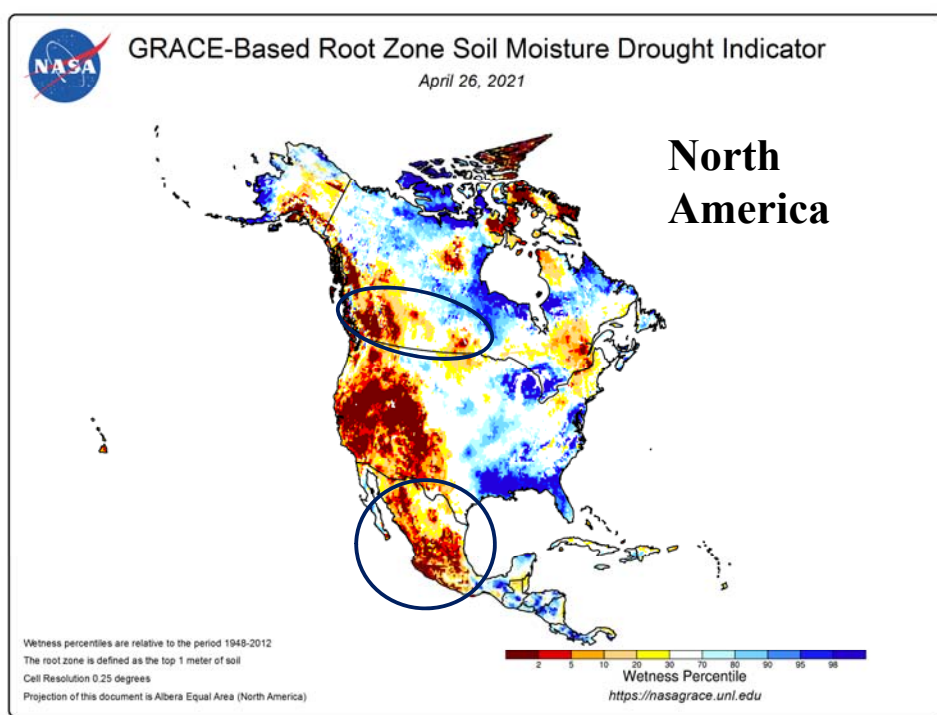 NASA
GRACE-Based Root Zone Soil Moisture Drought Indicator
April 26, 2021
North
America
Wetness percentiles are relative to the period 1948-2012
The root zone is defined as the top 1 meter of soil
Cell Resolution 0.25 degrees
Projection of this document is Albera Equal Area (North America)
2 5 10 20 30 70 80 90 95 98
Wetness Percentile
https://nasagrace.unl.edu